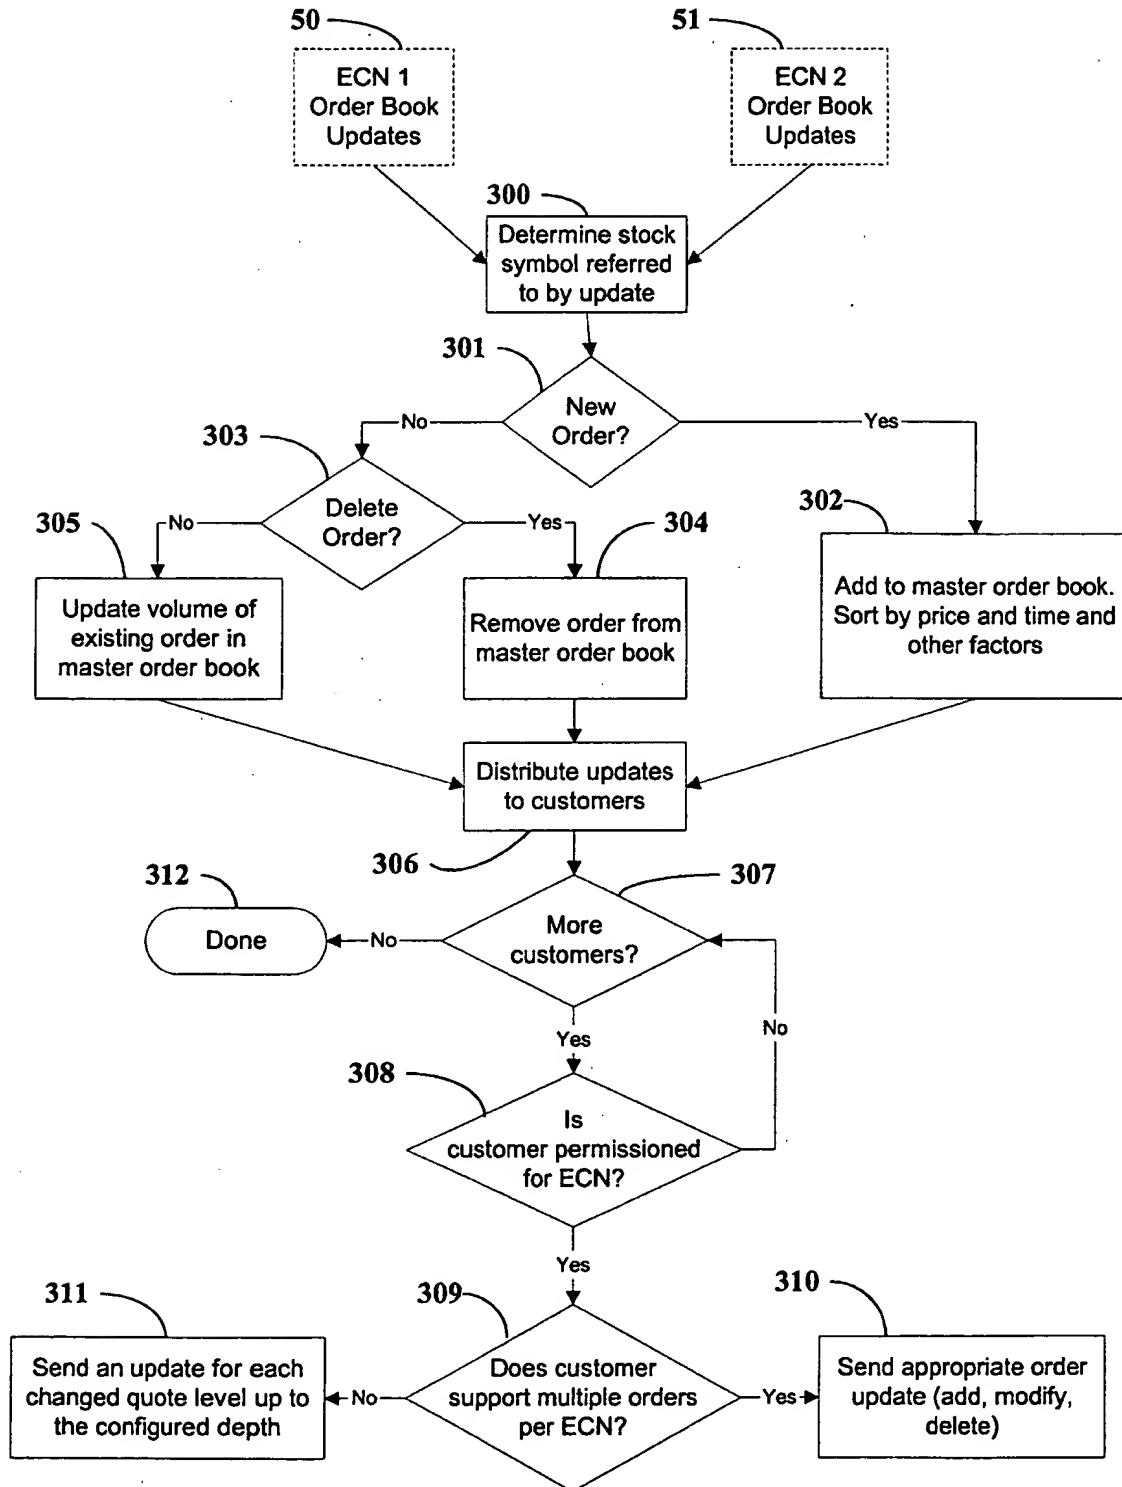 50
51
ECN 1
Order Book
Updates
ECN 2
Order Book
Updates
300
Determine stock
symbol referred
to by update
301
New
Order?
No
Yes
303
Delete
Order?
No
Yes
305
304
302
Update volume of
existing order in
master order book
Remove order from
master order book
Add to master order book.
Sort by price and time and
other factors
Distribute updates
to customers
306
307
312
Done
No
More
customers?
Yes
No
308
Is
customer permissioned
for ECN?
Yes
311
309
310
Send an update for each
changed quote level up to
the configured depth
No
Does customer
support multiple orders
per ECN?
Yes
Send appropriate order
update (add, modify,
delete)